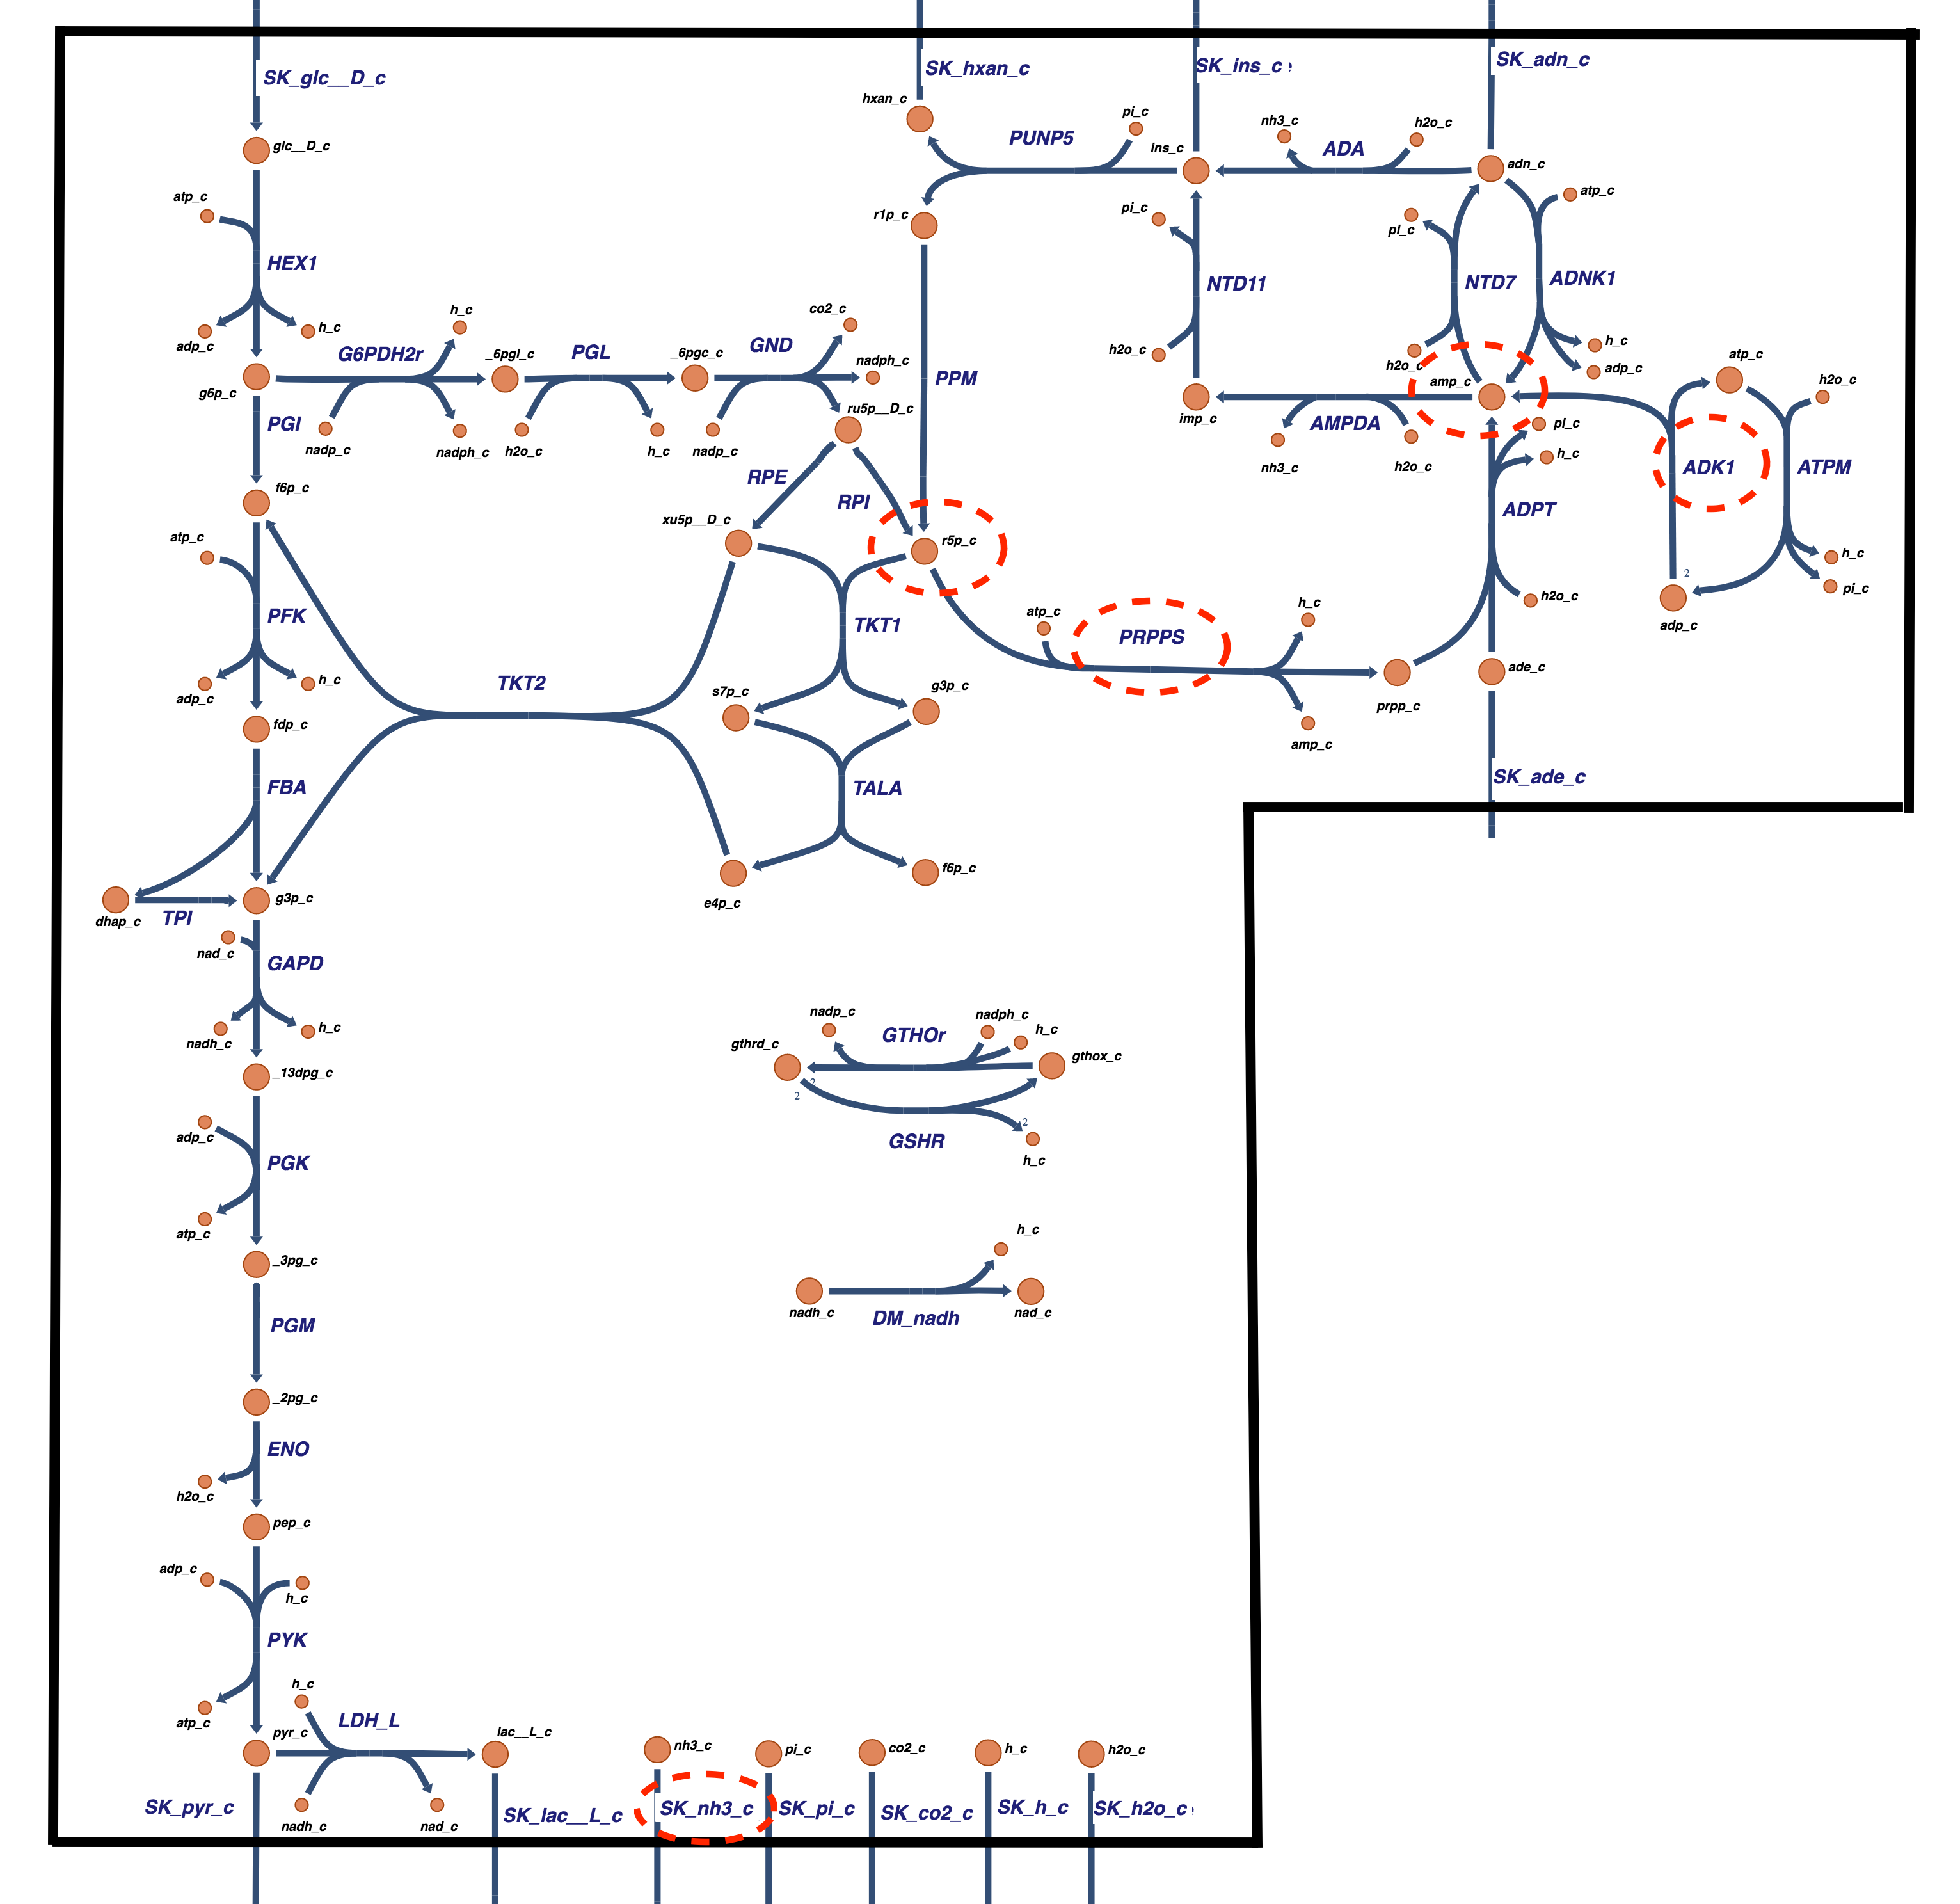 SK_glc__D_c
SK_hxan_c
SK_ins_c
SK_adn_c
glc__D_c
hxan_c
pi_c
PUNP5
ins_c
nh3_c
ADA
h2o_c
adn_c
atp_c
atp_c
r1p_c
pi_c
pi_c
HEX1
NTD11
NTD7
ADNK1
adp_c
h_c
h_c
co2_c
h2o_c
h2o_c
h_c
adp_c
G6PDH2r
_6pgl_c
PGL
_6pgc_c
GND
nadph_c
PPM
g6p_c
ru5p__D_c
nadp_c
nadph_c
h2o_c
h_c
nadp_c
imp_c
AMPDA
amp_c
nh3_c
h2o_c
pi_c
h_c
atp_c
h2o_c
ADK1
ATPM
PGI
f6p_c
RPE
RPI
xu5p__D_c
r5p_c
ADPT
h_c
pi_c
2
adp_c
h2o_c
atp_c
PFK
adp_c
h_c
fdp_c
TKT2
TKT1
atp_c
PRPPS
h_c
amp_c
prpp_c
ade_c
s7p_c
g3p_c
SK_ade_c
FBA
TALA
e4p_c
f6p_c
dhap_c
TPI
g3p_c
nad_c
GAPD
nadh_c
h_c
_13dpg_c
nadp_c
GTHOr
nadph_c
h_c
gthrd_c
gthox_c
2
2
GSHR
2
h_c
adp_c
PGK
atp_c
_3pg_c
h_c
nadh_c
DM_nadh
nad_c
PGM
_2pg_c
ENO
h2o_c
pep_c
adp_c
h_c
PYK
atp_c
h_c
pyr_c
LDH_L
lac__L_c
nadh_c
nad_c
nh3_c
pi_c
co2_c
h_c
h2o_c
SK_pyr_c
SK_lac__L_c
SK_nh3_c
SK_pi_c
SK_co2_c
SK_h_c
SK_h2o_c